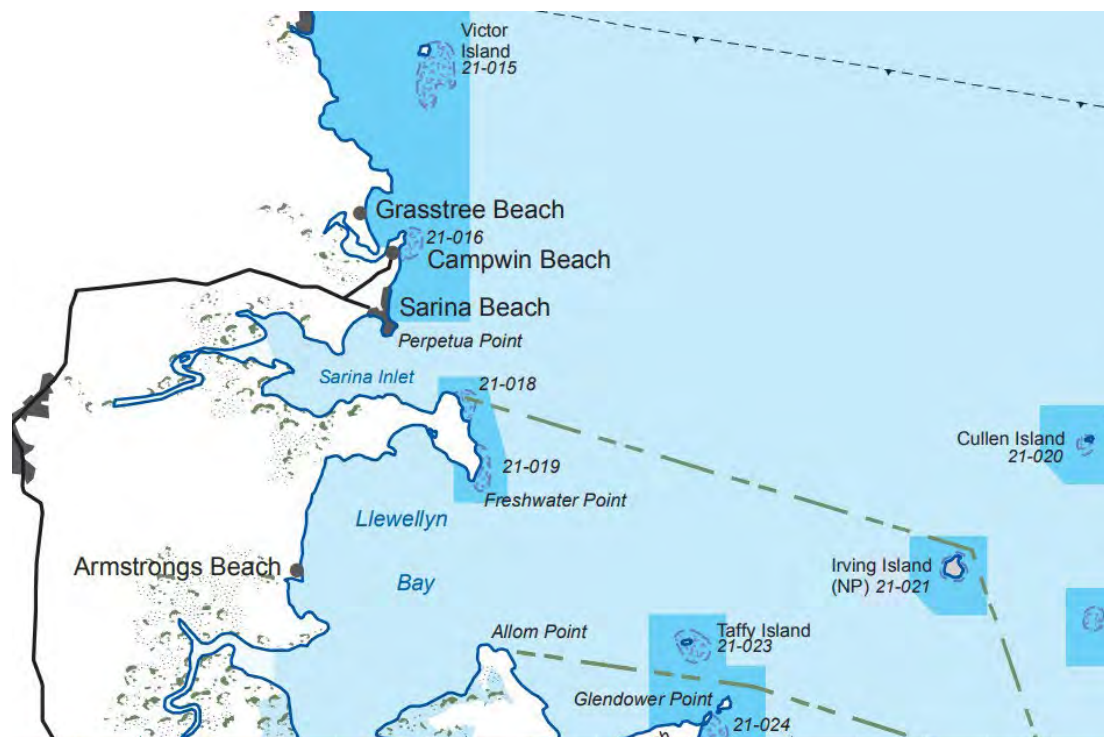 Victor
Island
21-015
Grasstree Beach
21-016
Campwin Beach
Sarina Beach
Perpetua Point
Sarina Inlet
21-018
Cullen Island
21-020
21-019
Freshwater Point
Llewellyn
Bay
Armstrongs Beach
Irving Island
(NP) 21-021
Allom Point
Taffy Island
21-023
Glendower Point
21-024